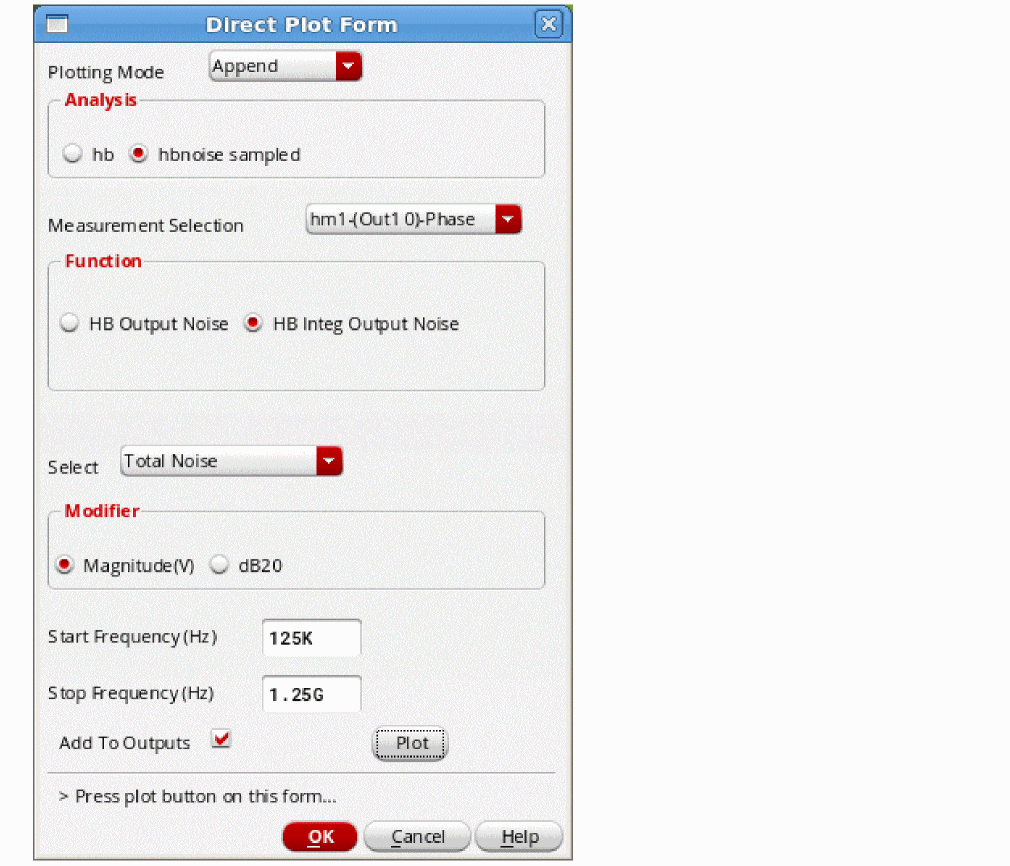 Direct Plot Form
Plotting Mode Append
Analysis
hb hbnoise sampled
Measurement Selection hm1-(Out1 0)-Phase
Function
HB Output Noise HB Integ Output Noise
Select Total Noise
Modifier
Magnitude(V) dB20
Start Frequency(Hz) 125K
Stop Frequency(Hz) 1.25G
Add To Outputs Plot
> Press plot button on this form...
OK Cancel Help